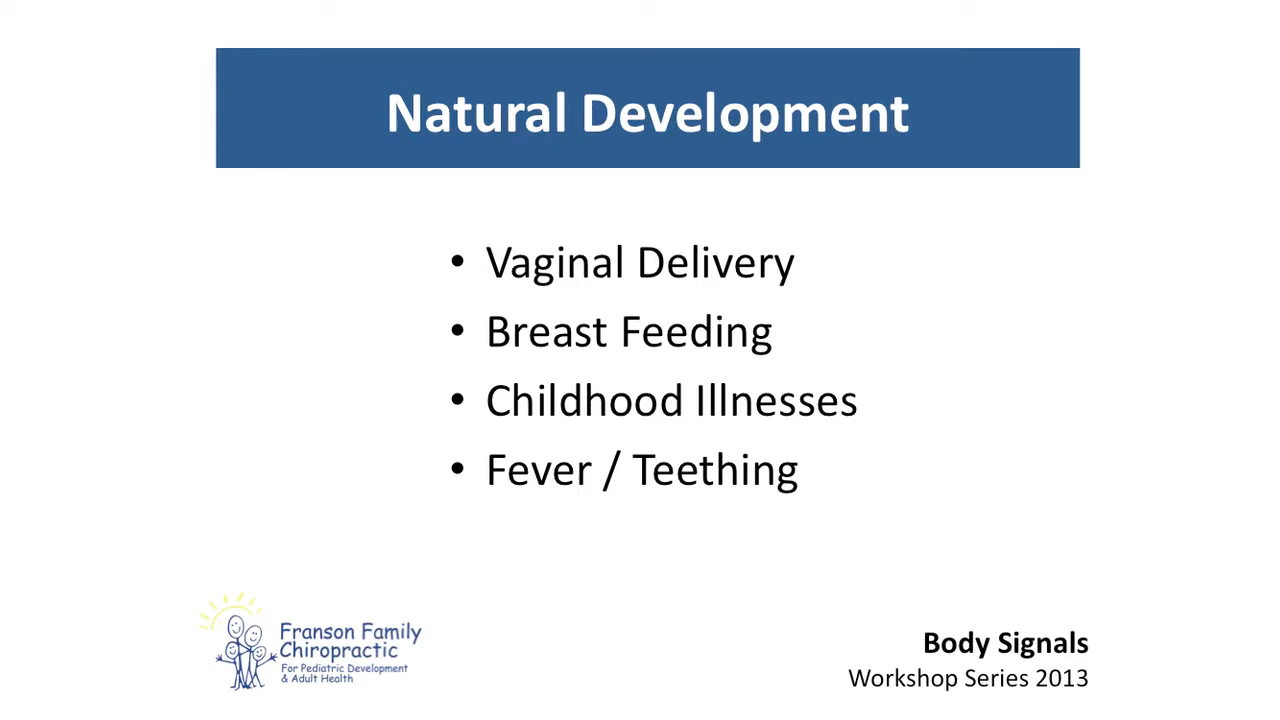 Natural Development
• Vaginal Delivery
• Breast Feeding
• Childhood Illnesses
• Fever / Teething
Franson Family
Chiropractic
For Pediatric Development
& Adult Health
Body Signals
Workshop Series 2013